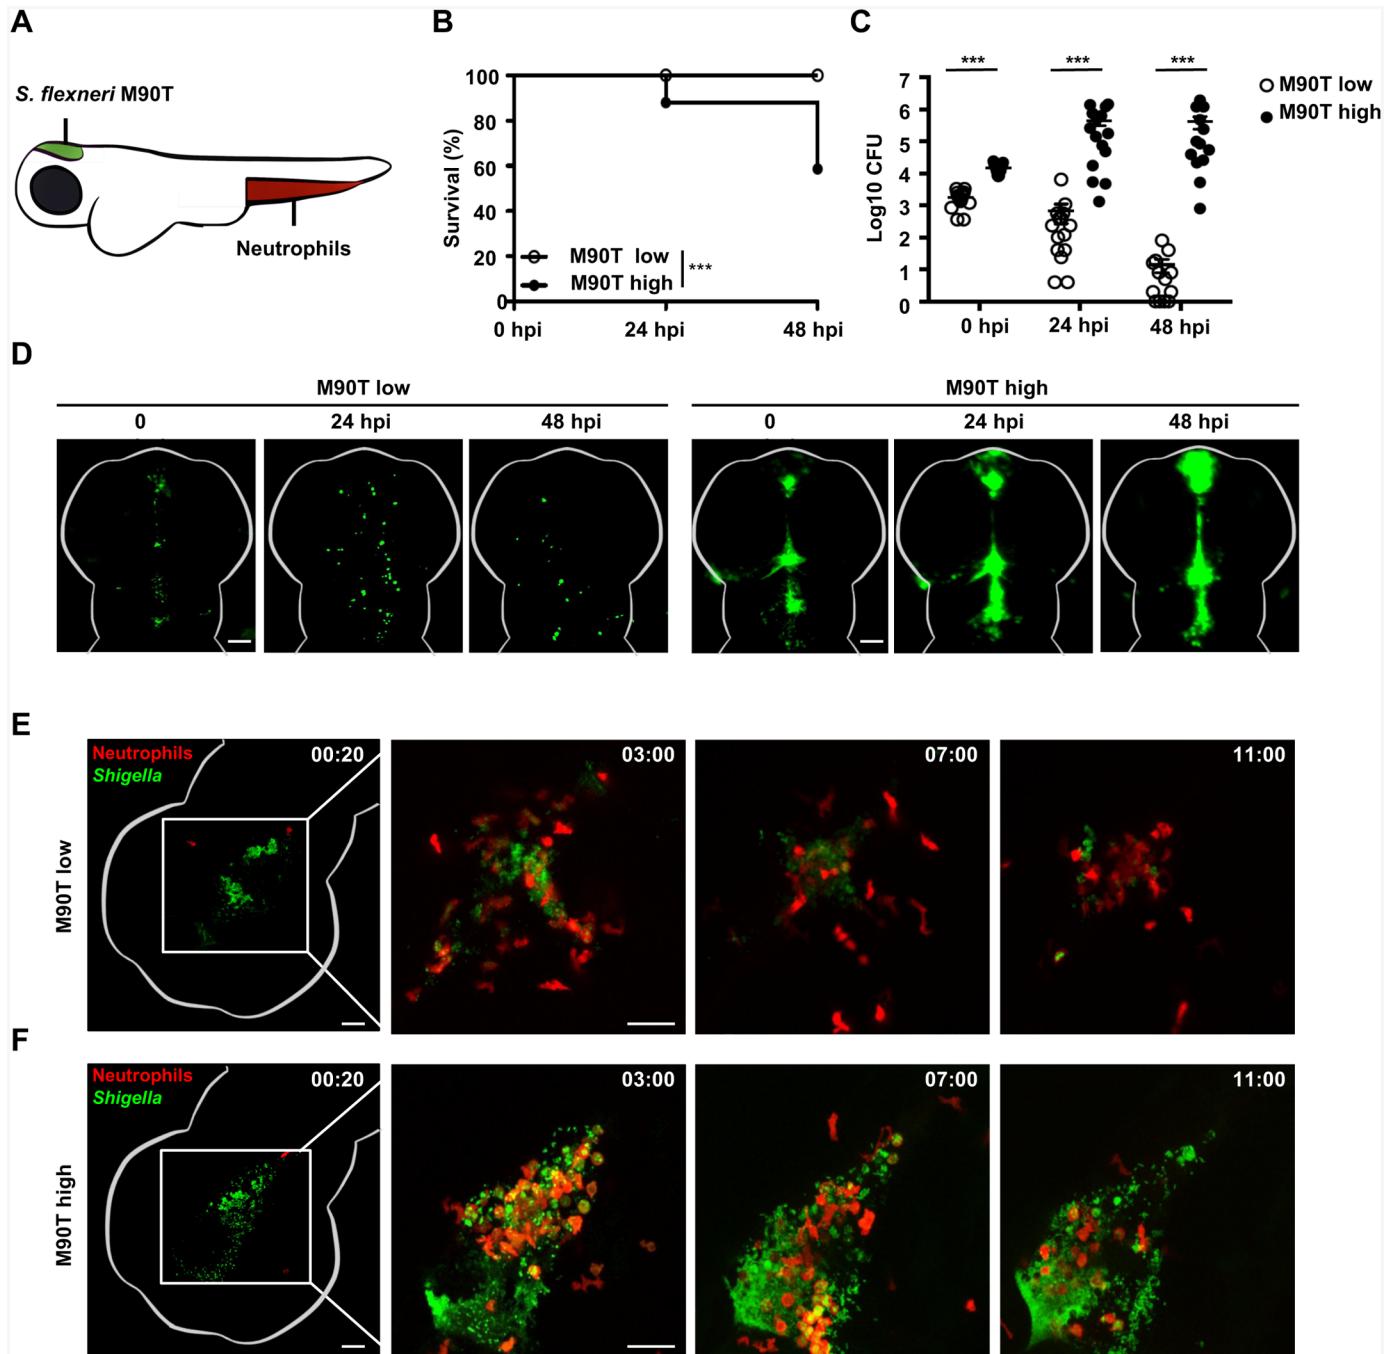 A
S. flexneri M90T
Neutrophils
B
Survival (%)
100
80
60
40
20
0
M90T low
M90T high
***
0 hpi
24 hpi
48 hpi
C
Log10 CFU
7
6
5
4
3
2
1
0
***
***
***
0 hpi
24 hpi
48 hpi
M90T low
M90T high
D
M90T low
M90T high
0
24 hpi
48 hpi
0
24 hpi
48 hpi
E
M90T low
Neutrophils
Shigella
00:20
03:00
07:00
11:00
F
M90T high
Neutrophils
Shigella
00:20
03:00
07:00
11:00